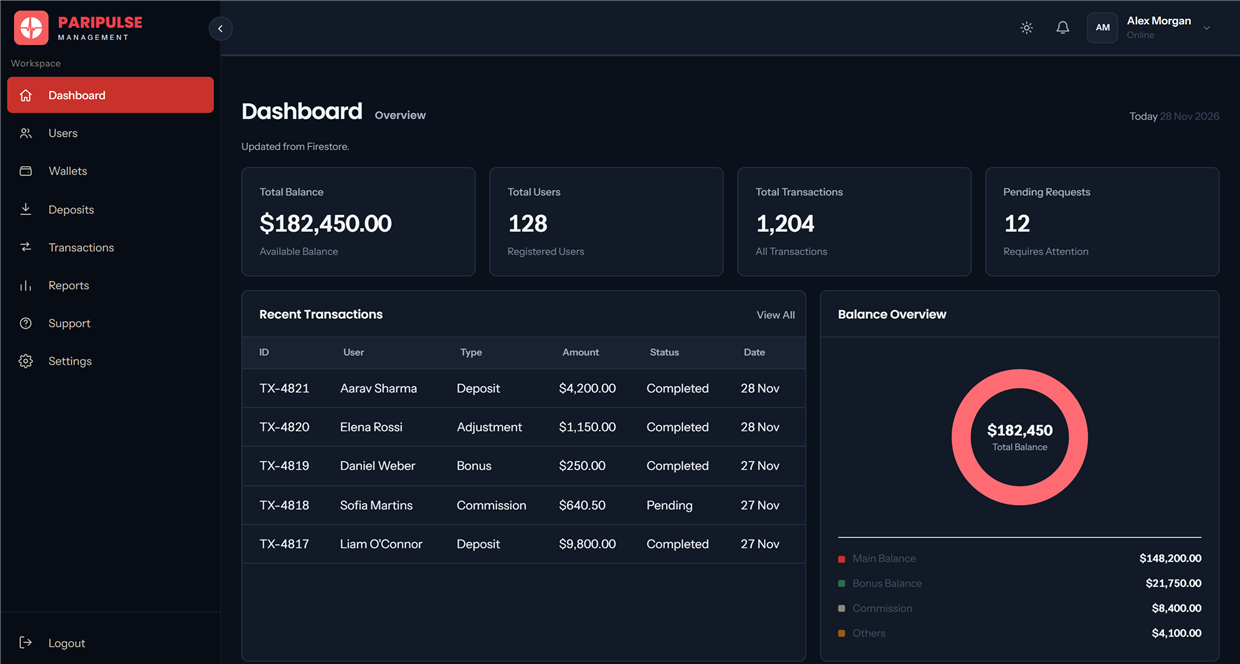 PARIPULSE
MANAGEMENT
AM
Alex Morgan
Online
Workspace
Dashboard
Users
Wallets
Deposits
Transactions
Reports
Support
Settings
Logout
Dashboard Overview
Today 28 Nov 2026
Updated from Firestore.
Total Balance
$182,450.00
Available Balance
Total Users
128
Registered Users
Total Transactions
1,204
All Transactions
Pending Requests
12
Requires Attention
Recent Transactions View All
ID User Type Amount Status Date
TX-4821 Aarav Sharma Deposit $4,200.00 Completed 28 Nov
TX-4820 Elena Rossi Adjustment $1,150.00 Completed 28 Nov
TX-4819 Daniel Weber Bonus $250.00 Completed 27 Nov
TX-4818 Sofia Martins Commission $640.50 Pending 27 Nov
TX-4817 Liam O'Connor Deposit $9,800.00 Completed 27 Nov
Balance Overview
$182,450
Total Balance
Main Balance $148,200.00
Bonus Balance $21,750.00
Commission $8,400.00
Others $4,100.00